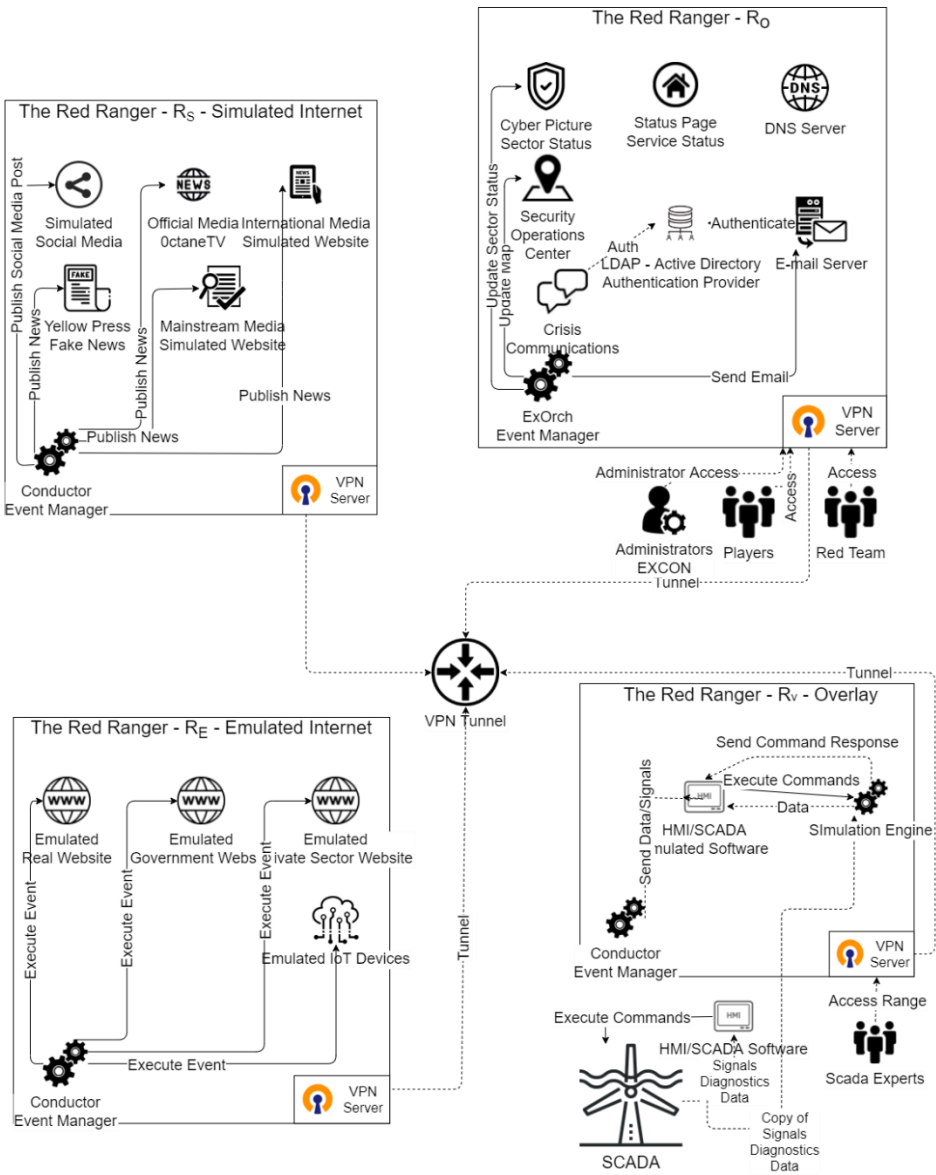 The Red Ranger - RO
Cyber Picture
Sector Status
Status Page
Service Status
DNS
DNS Server
Update Sector Status
Update Map
Security
Operations
Center
Auth
Authenticate
LDAP - Active Directory
Authentication Provider
E-mail Server
Crisis
Communications
Send Email
ExOrch
Event Manager
VPN
Server
Administrator Access
Access
Access
Administrators
EXCON
Players
Red Team
Tunnel
The Red Ranger - RS - Simulated Internet
Publish Social Media Post
Simulated
Social Media
NEWS
Official Media
0ctaneTV
NEWS
International Media
Simulated Website
FAKE
Yellow Press
Fake News
Mainstream Media
Simulated Website
Publish News
Publish News
Publish News
Publish News
Conductor
Event Manager
VPN
Server
VPN Tunnel
Tunnel
Tunnel
The Red Ranger - RE - Emulated Internet
WWW
Emulated
Real Website
WWW
Emulated
Government Webs
WWW
Emulated
ivate Sector Website
Execute Event
Execute Event
Execute Event
Emulated IoT Devices
Execute Event
Conductor
Event Manager
VPN
Server
The Red Ranger - Rv - Overlay
Send Command Response
Execute Commands
HMI
Data
Send Data/Signals
HMI/SCADA
nulated Software
SImulation Engine
Conductor
Event Manager
VPN
Server
Access Range
Scada Experts
Execute Commands
HMI
HMI/SCADA Software
Signals
Diagnostics
Data
SCADA
Copy of
Signals
Diagnostics
Data